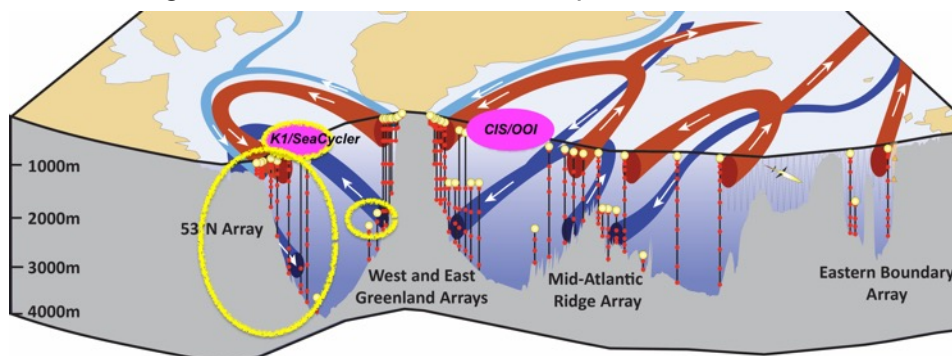 K1/SeaCycler
CIS/OOI
1000m
2000m
3000m
4000m
53°N Array
West and East
Greenland Arrays
Mid-Atlantic
Ridge Array
Eastern Boundary
Array